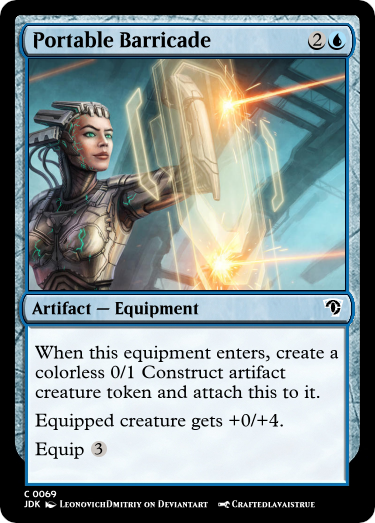 Portable Barricade 2
Artifact — Equipment
When this equipment enters, create a
colorless 0/1 Construct artifact
creature token and attach this to it.
Equipped creature gets +0/+4.
Equip 3
C 0069
JDK LeonovichDmitriy on Deviantart Craftedlavaistrue